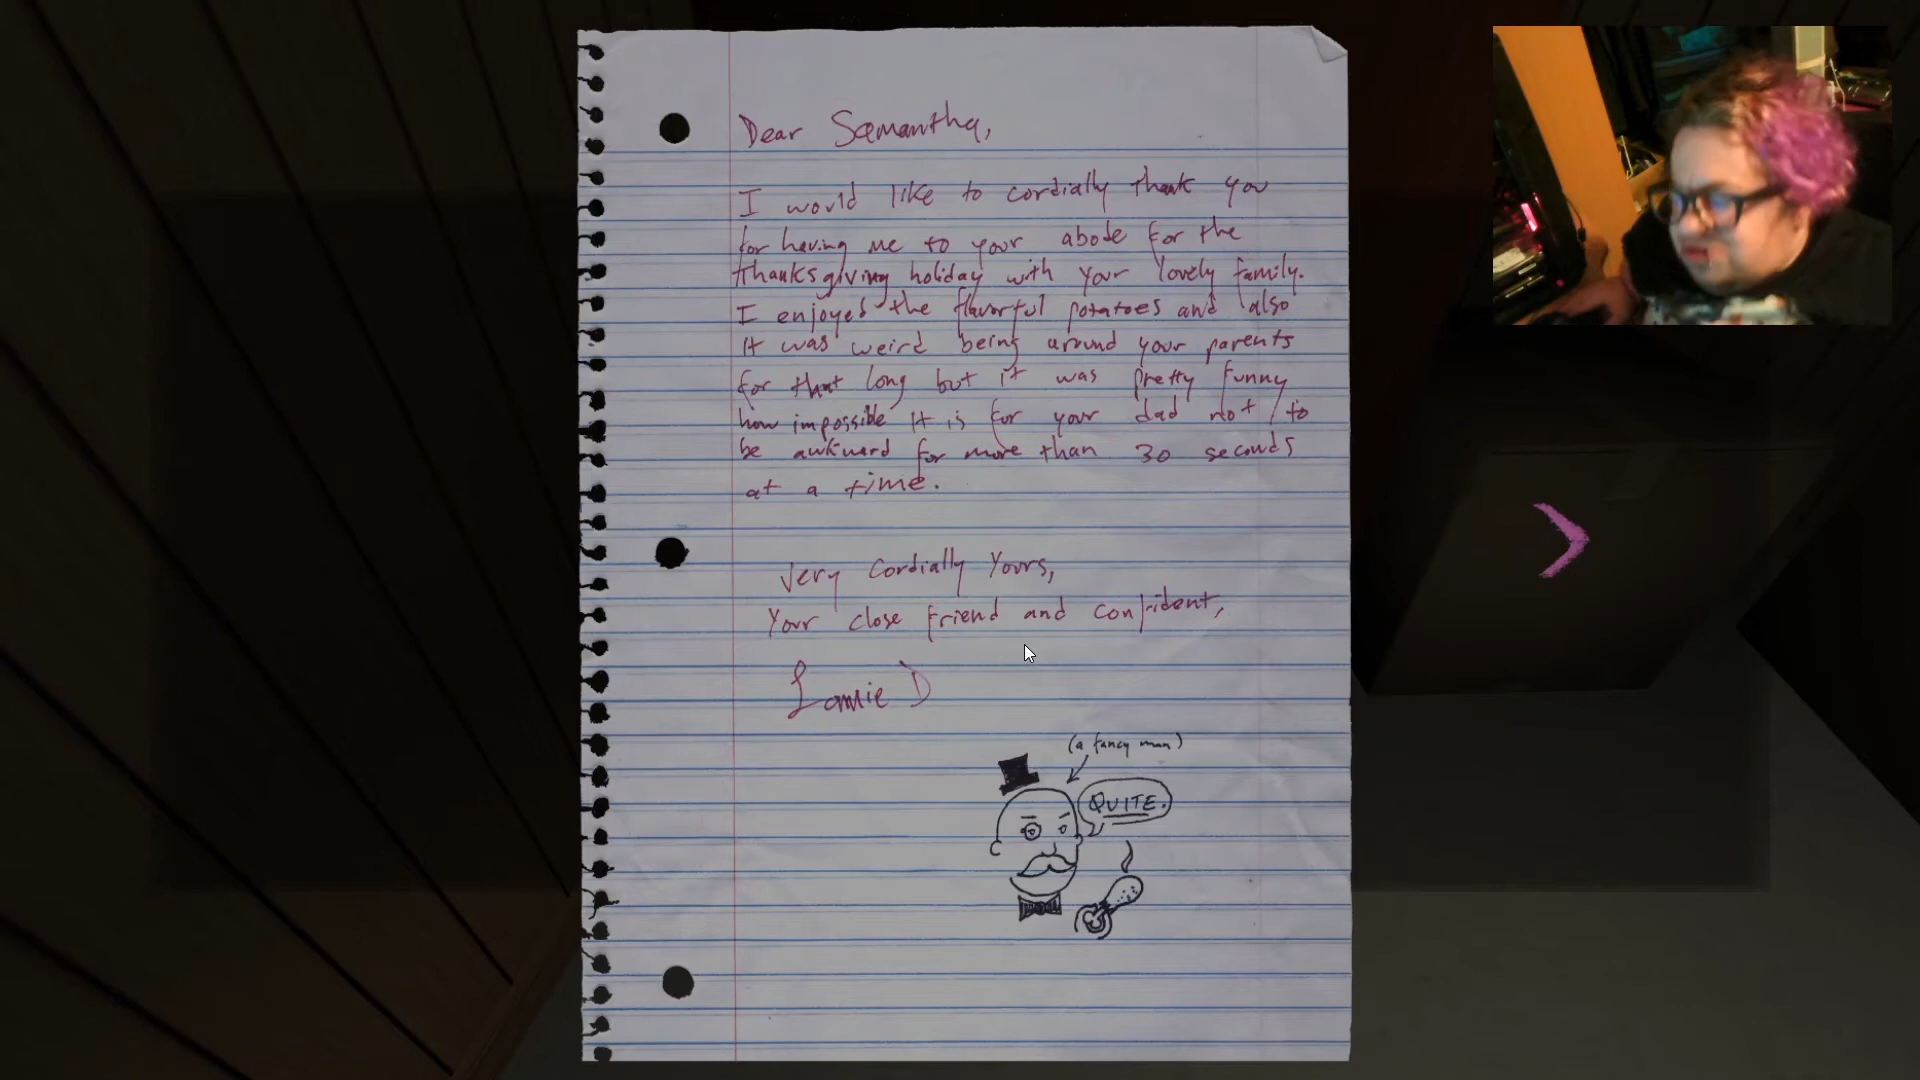 Dear Samantha,
I would like to cordially thank you
for having me to your abode for the
thanksgiving holiday with your lovely family.
I enjoyed the flavorful potatoes and also
it was weird being around your parents
for that long but it was pretty funny
how impossible it is for your dad not to
be awkward for more than 30 seconds
at a time.
Very Cordially Yours,
Your close friend and confident,
Lonnie D
(a fancy man)
QUITE.